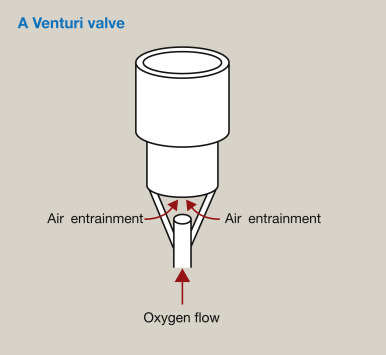 A Venturi valve
Air entrainment
Air entrainment
Oxygen flow